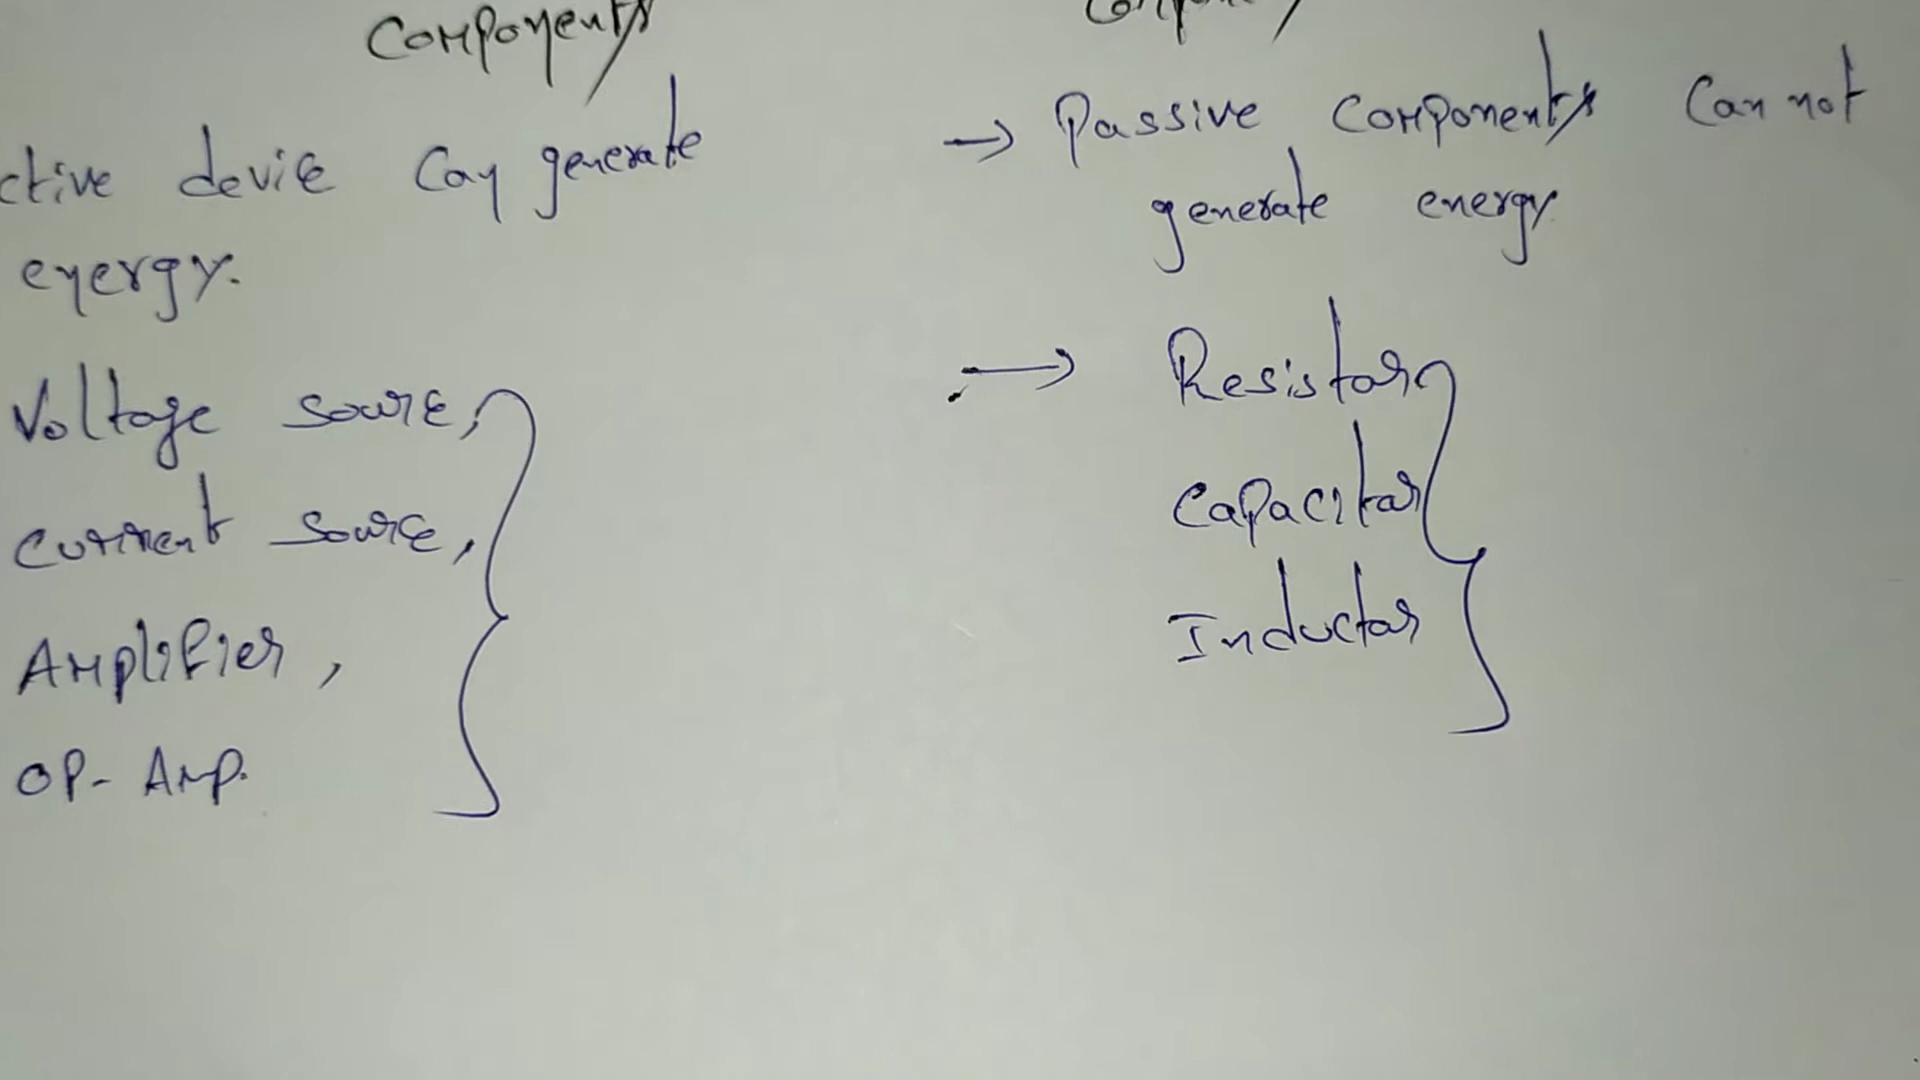 Components
ctive device can generate
energy.
Voltage source,
Current source,
Amplifier,
OP-Amp.
→ Passive components can not
generate energy
→ Resistor
Capacitor
Inductor